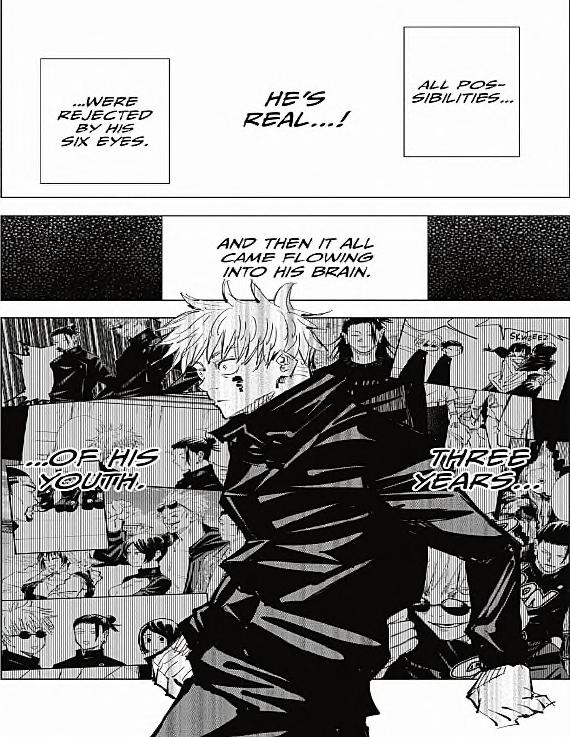 ALL POS-
SIBILITIES...
HE'S
REAL...!
...WERE
REJECTED
BY HIS
SIX EYES.
AND THEN IT ALL
CAME FLOWING
INTO HIS BRAIN.
SKWEEZ
THREE
YEARS...
...OF HIS
YOUTH.